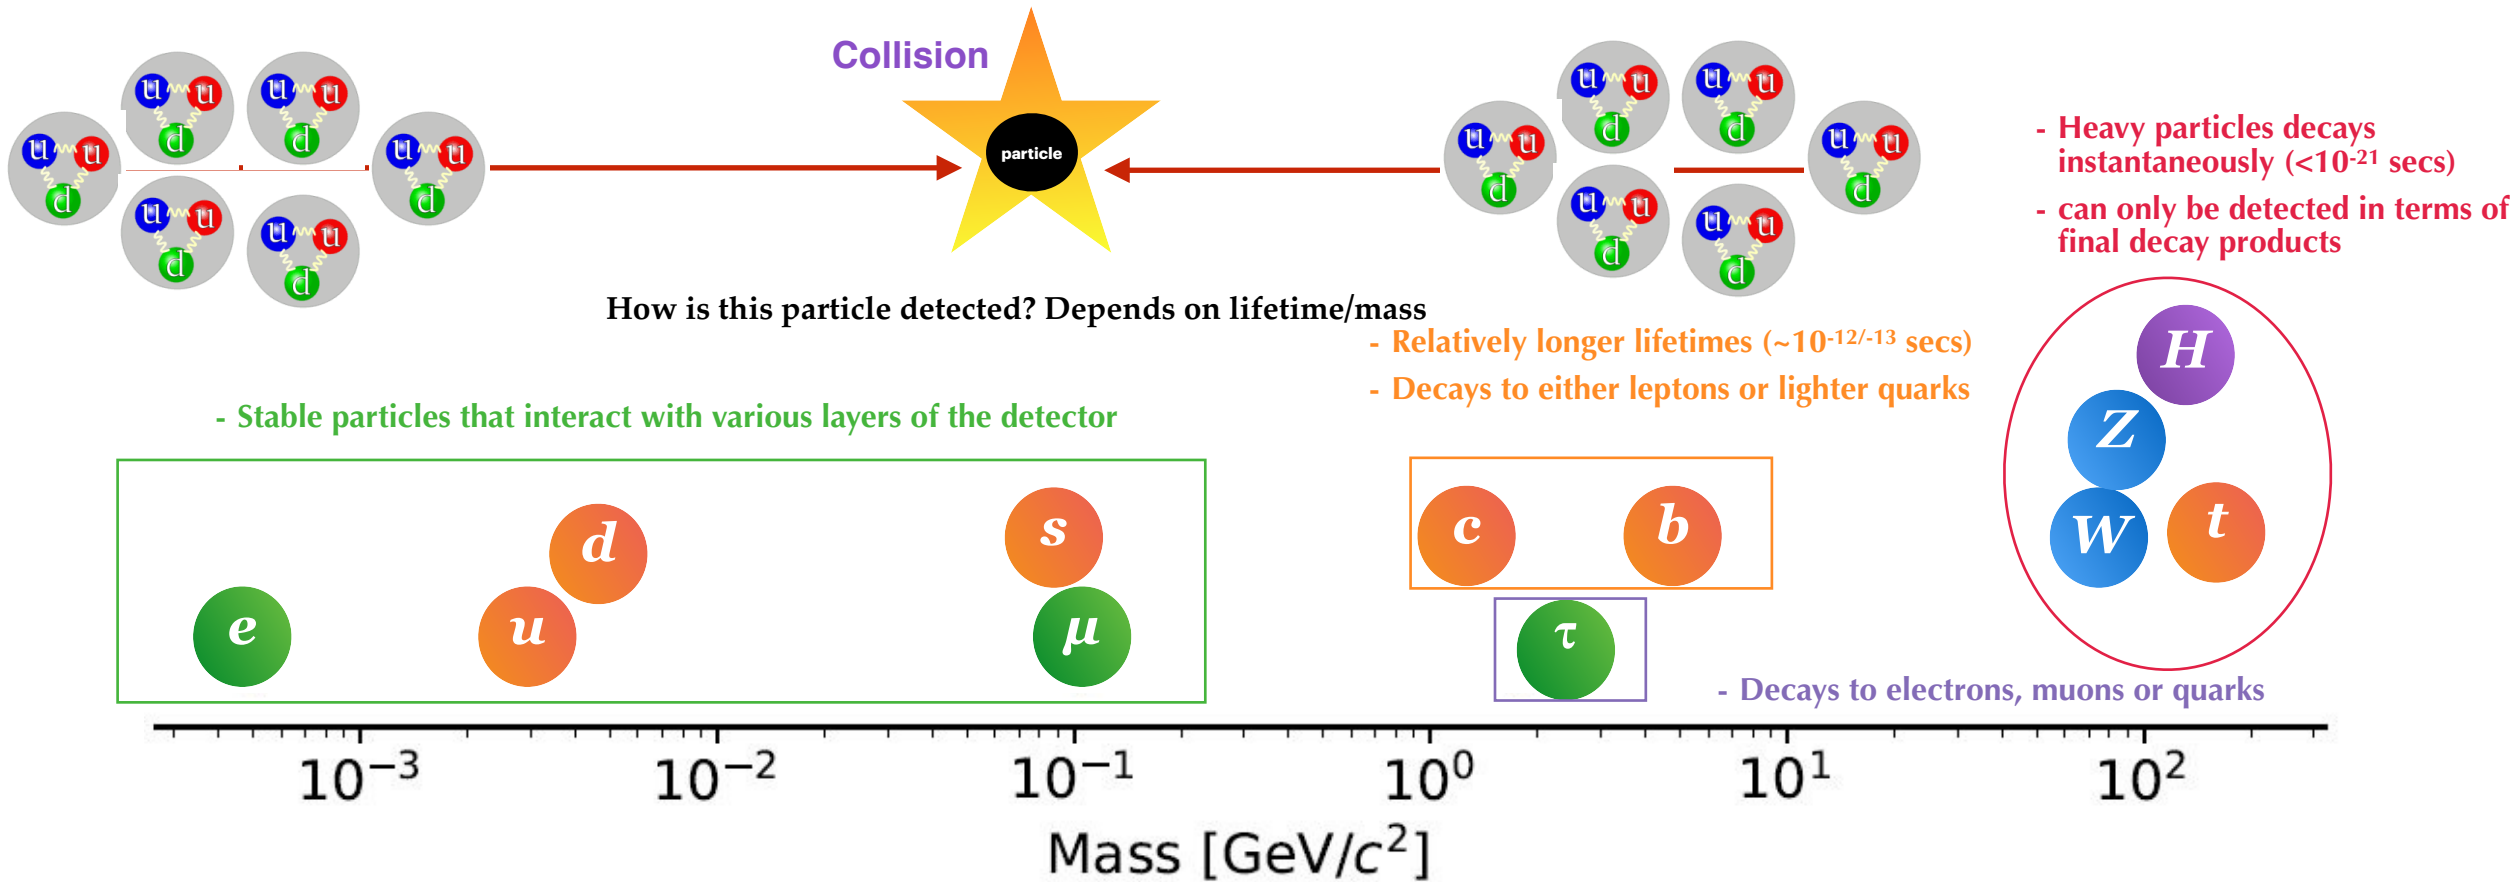 Collision
u u
d
u u
d
u u
d
u u
d
u u
d
u u
d
particle
u u
d
u u
d
u u
d
u u
d
u u
d
u u
d
- Heavy particles decays
instantaneously (<10⁻²¹ secs)
- can only be detected in terms of
final decay products
How is this particle detected? Depends on lifetime/mass
- Relatively longer lifetimes (~10⁻¹²/⁻¹³ secs)
- Decays to either leptons or lighter quarks
- Stable particles that interact with various layers of the detector
H
Z
W t
d s c b
e u μ τ
- Decays to electrons, muons or quarks
10⁻³ 10⁻² 10⁻¹ 10⁰ 10¹ 10²
Mass [GeV/c²]